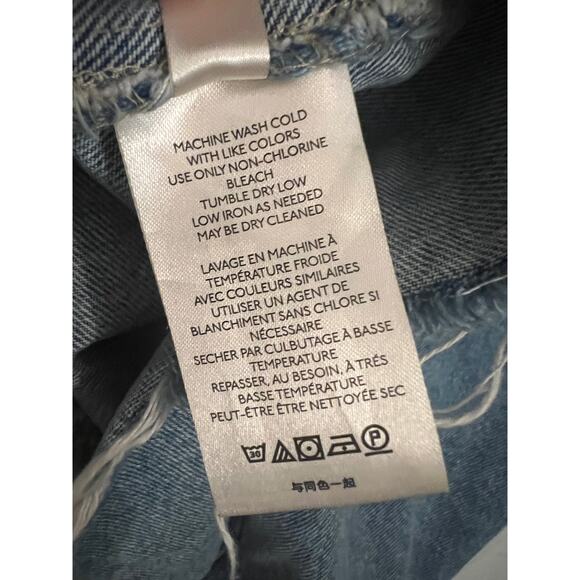 MACHINE WASH COLD
WITH LIKE COLORS
USE ONLY NON-CHLORINE
BLEACH
TUMBLE DRY LOW
LOW IRON AS NEEDED
MAY BE DRY CLEANED
LAVAGE EN MACHINE À
TEMPÉRATURE FROIDE
AVEC COULEURS SIMILAIRES
UTILISER UN AGENT DE
BLANCHIMENT SANS CHLORE SI
NÉCESSAIRE
SECHER PAR CULBUTAGE À BASSE
TEMPERATURE
REPASSER, AU BESOIN, À TRÉS
BASSE TEMPÉRATURE
PEUT-ÊTRE ÊTRE NETTOYÉE SEC
30 P
与同色一起